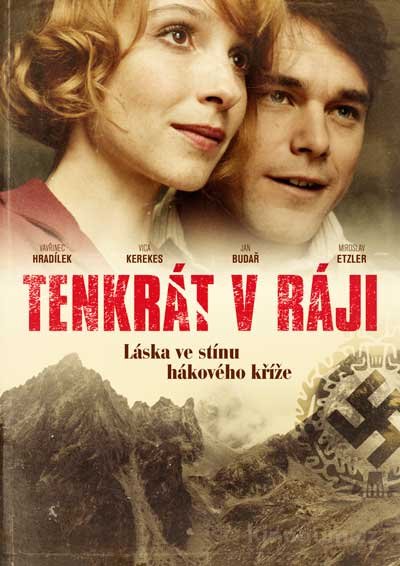 VAVŘINEC VICA JAN MIROSLAV
HRADÍLEK KEREKES BUDAŘ ETZLER
TENKRÁT V RÁJI
Láska ve stínu
hákového kříže